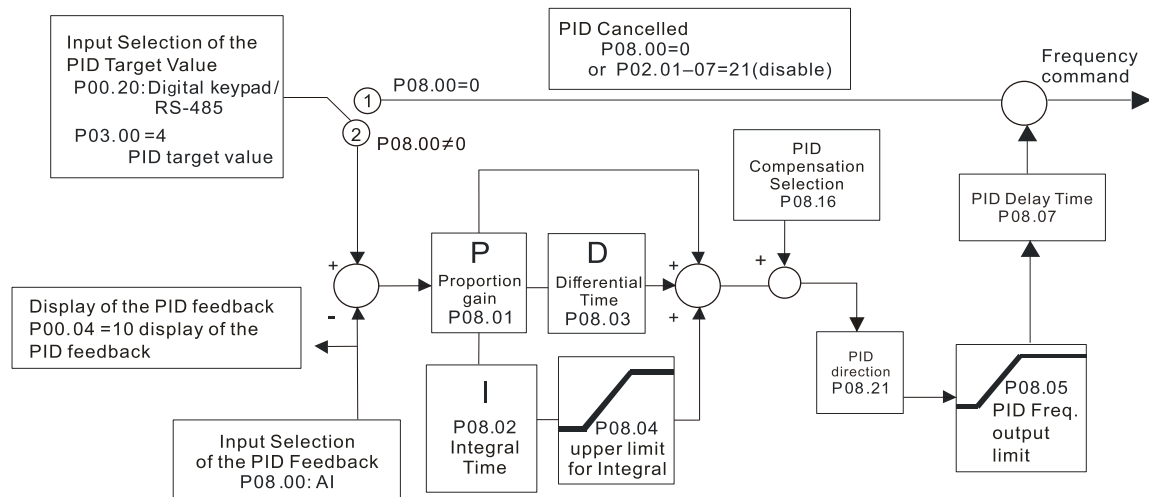 Input Selection of the
PID Target Value
P00.20: Digital keypad/
RS-485
P03.00 =4
PID target value
PID Cancelled
P08.00=0
or P02.01–07=21(disable)
Frequency
command
1
P08.00=0
2
P08.00≠0
PID
Compensation
Selection
P08.16
PID Delay Time
P08.07
P
Proportion
gain
P08.01
D
Differential
Time
P08.03
+
-
+
+
+
Display of the PID feedback
P00.04 =10 display of the
PID feedback
I
P08.02
Integral
Time
P08.04
upper limit
for Integral
PID
direction
P08.21
P08.05
PID Freq.
output
limit
Input Selection
of the PID Feedback
P08.00: AI